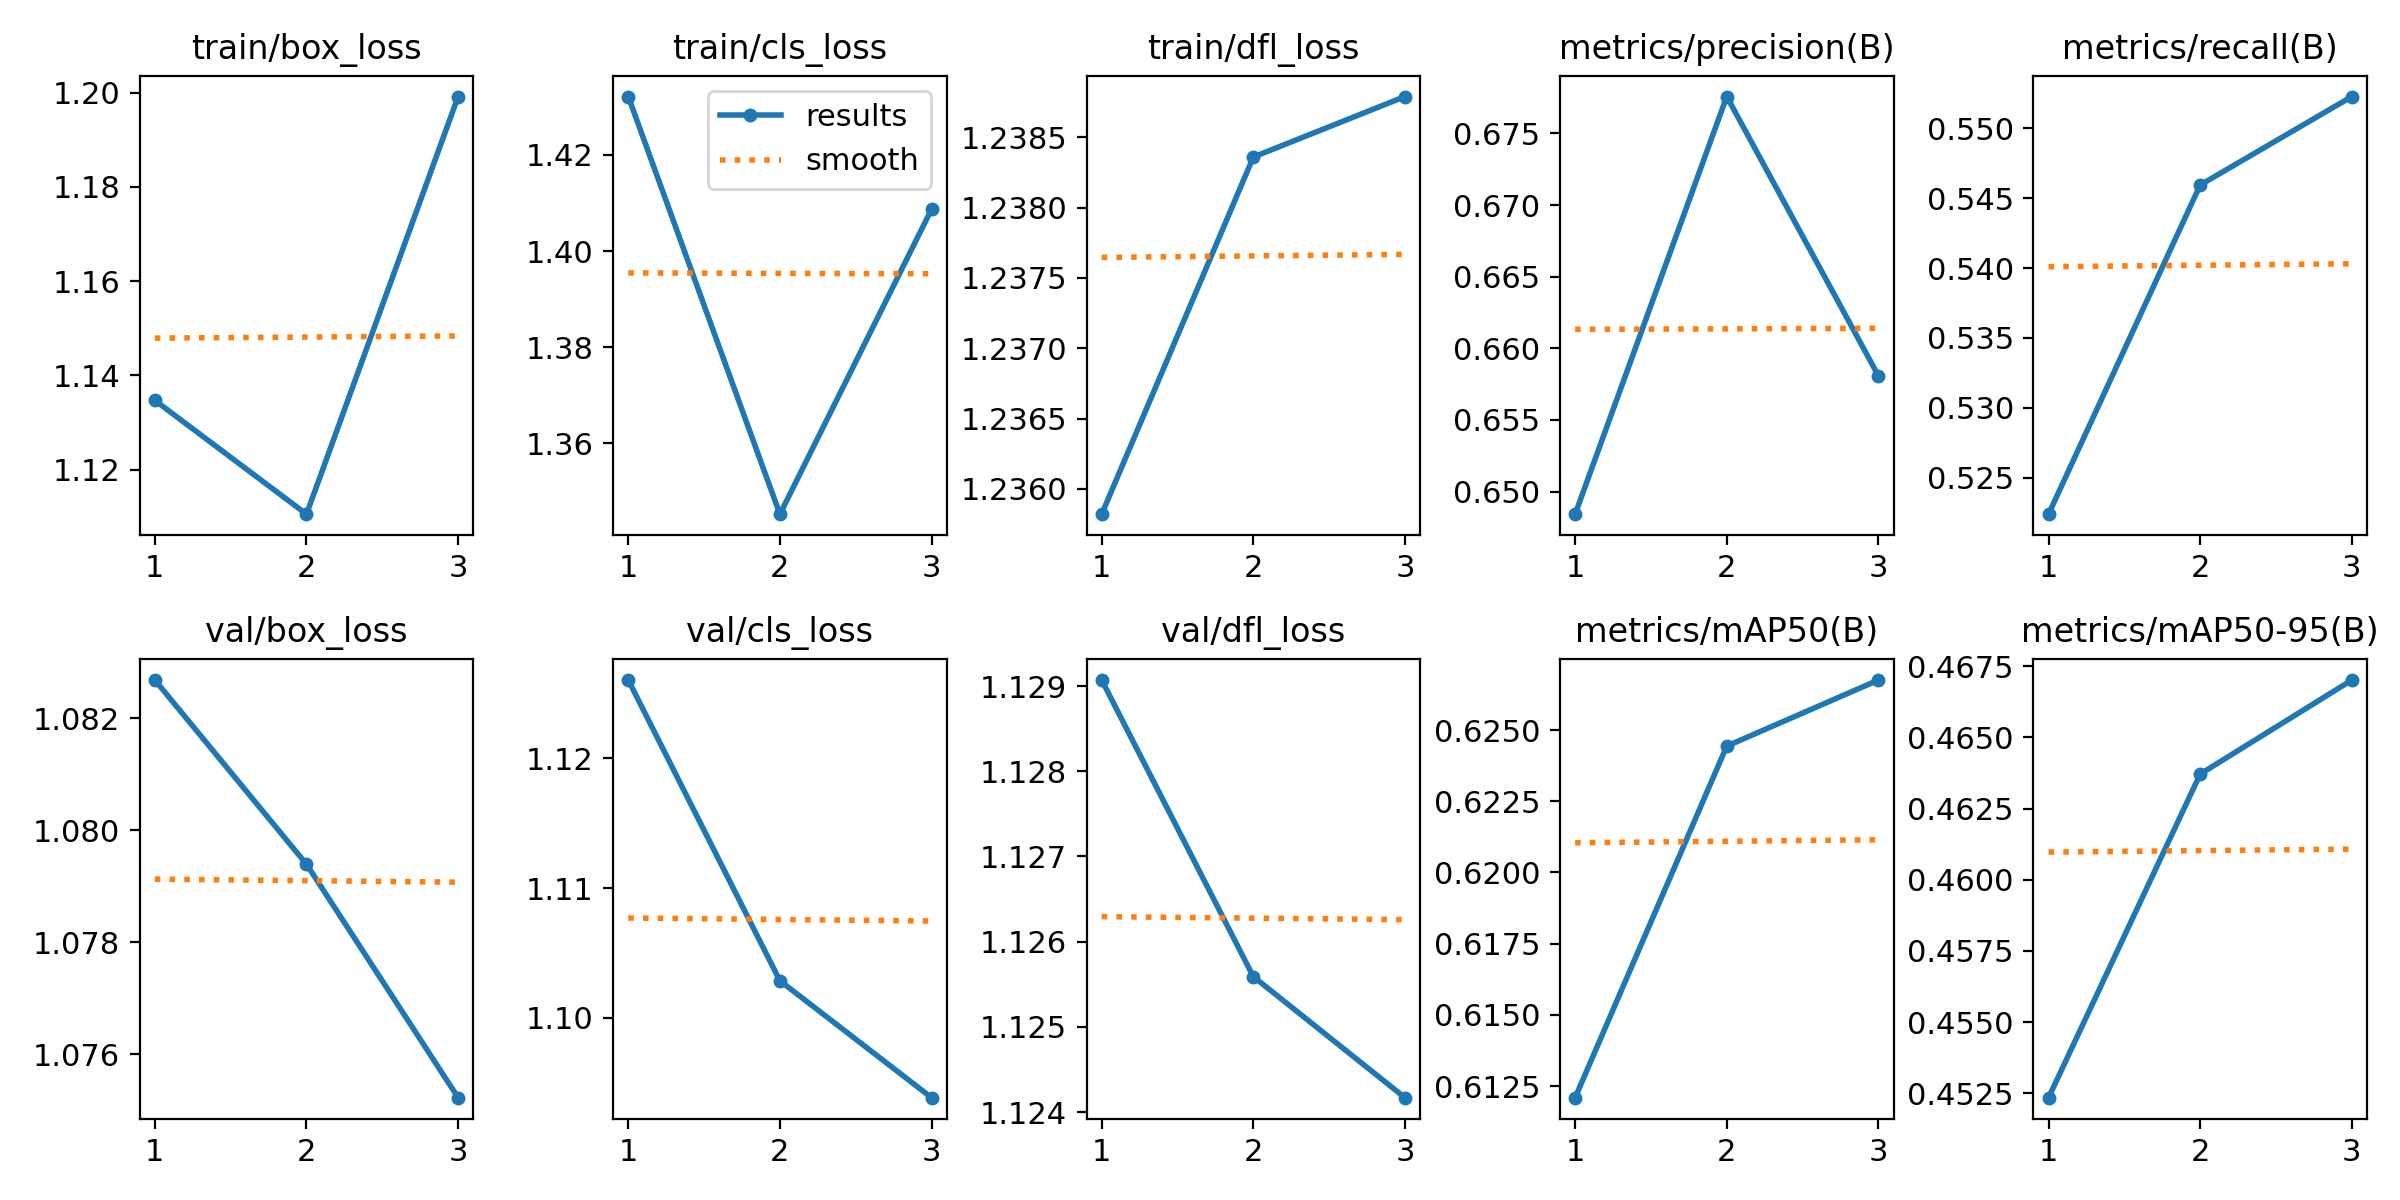 train/box_loss
1.20
1.18
1.16
1.14
1.12
1 2 3
train/cls_loss
results
smooth
1.42
1.40
1.38
1.36
1 2 3
train/dfl_loss
1.2385
1.2380
1.2375
1.2370
1.2365
1.2360
1 2 3
metrics/precision(B)
0.675
0.670
0.665
0.660
0.655
0.650
1 2 3
metrics/recall(B)
0.550
0.545
0.540
0.535
0.530
0.525
1 2 3
val/box_loss
1.082
1.080
1.078
1.076
1 2 3
val/cls_loss
1.12
1.11
1.10
1 2 3
val/dfl_loss
1.129
1.128
1.127
1.126
1.125
1.124
1 2 3
metrics/mAP50(B)
0.6250
0.6225
0.6200
0.6175
0.6150
0.6125
1 2 3
metrics/mAP50-95(B)
0.4675
0.4650
0.4625
0.4600
0.4575
0.4550
0.4525
1 2 3